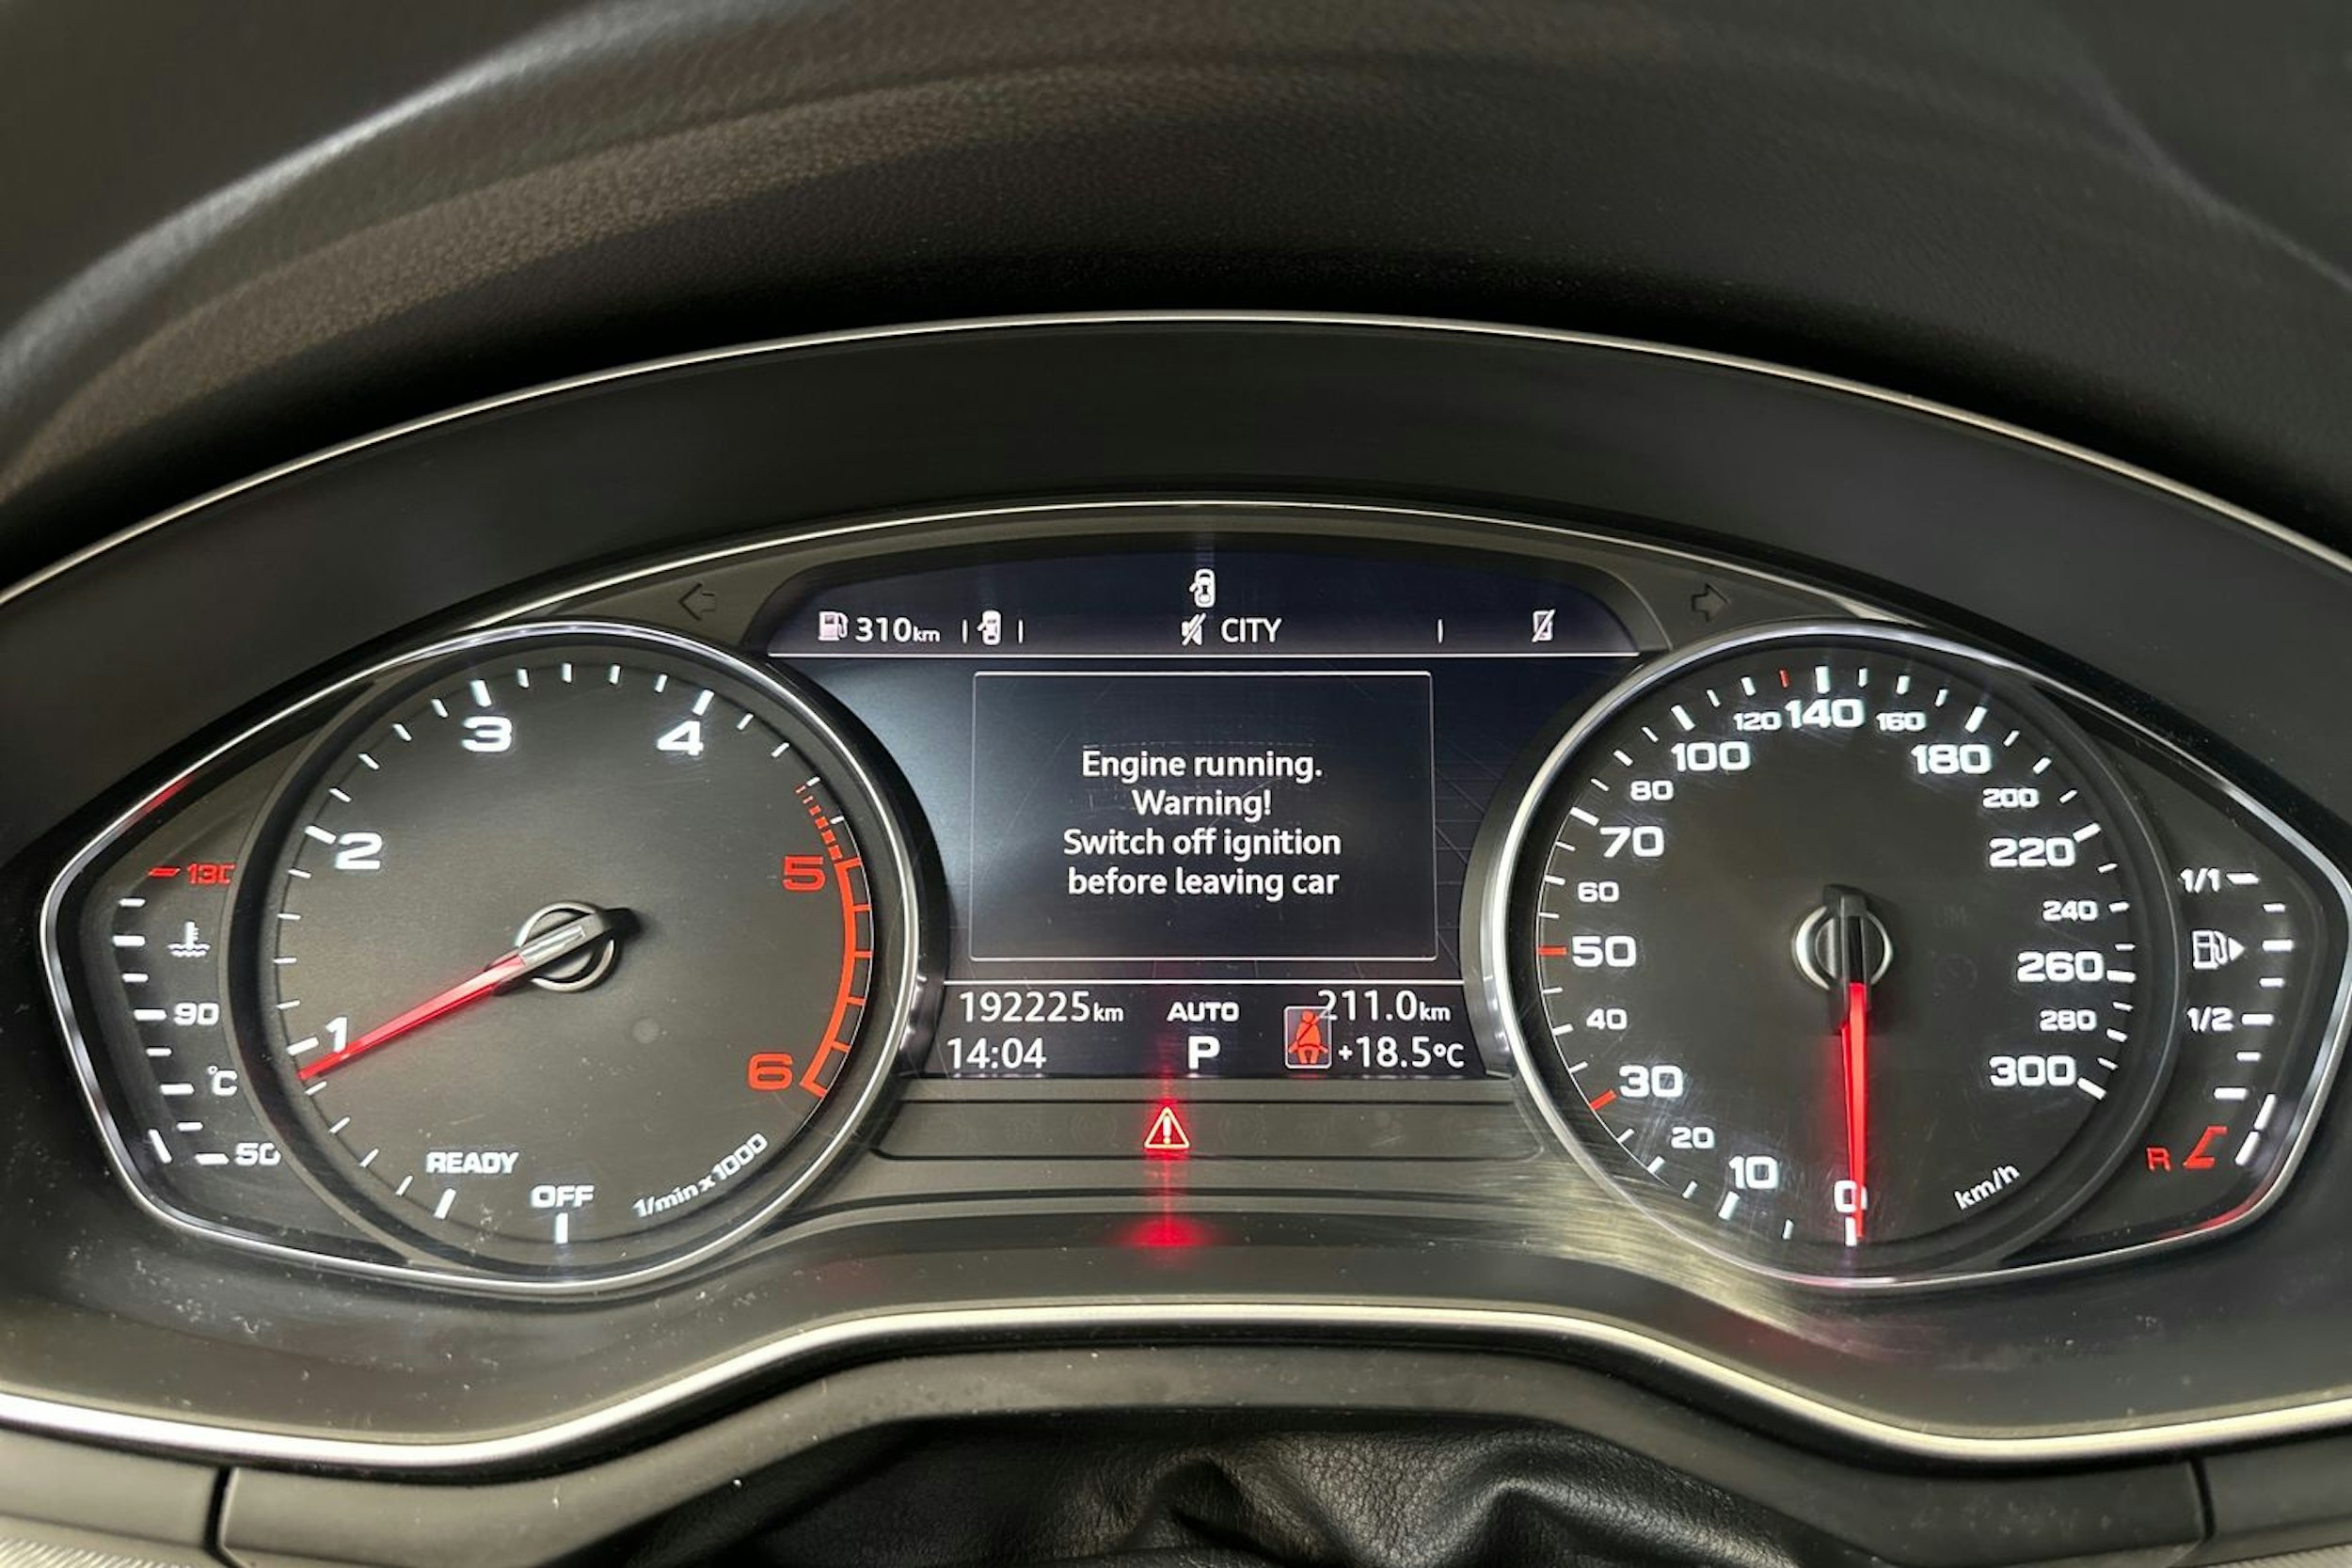 310km
CITY
Engine running.
Warning!
Switch off ignition
before leaving car
192225km
AUTO
211.0km
14:04
P
+18.5°C
130
90
°C
50
1
2
3
4
5
6
READY
OFF
1/min x 1000
0
10
20
30
40
50
60
70
80
100
120
140
160
180
200
220
240
260
280
300
km/h
1/1
1/2
R